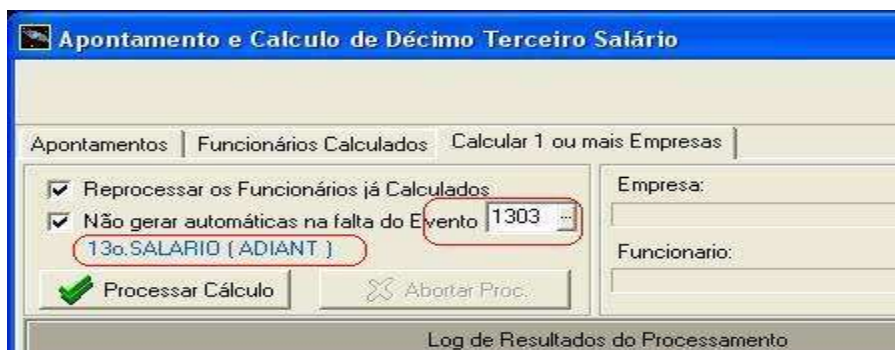 Apontamento e Calculo de Décimo Terceiro Salário
Apontamentos Funcionários Calculados Calcular 1 ou mais Empresas
Reprocessar os Funcionários já Calculados
Não gerar automáticas na falta do Evento 1303 ...
13o.SALARIO ( ADIANT )
Processar Cálculo Abortar Proc.
Empresa:
Funcionario:
Log de Resultados do Processamento